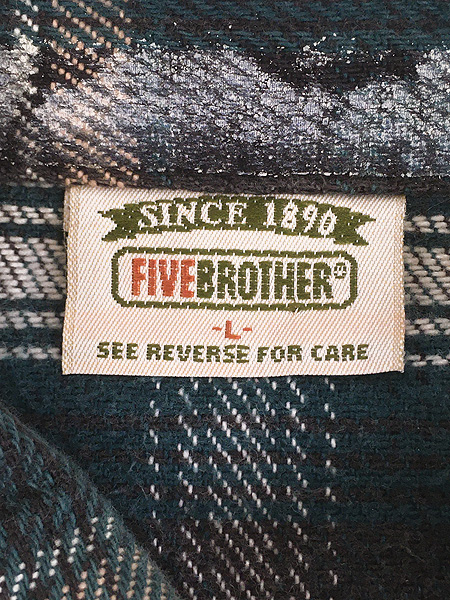 SINCE 1890
FIVEBROTHER®
-L-
SEE REVERSE FOR CARE